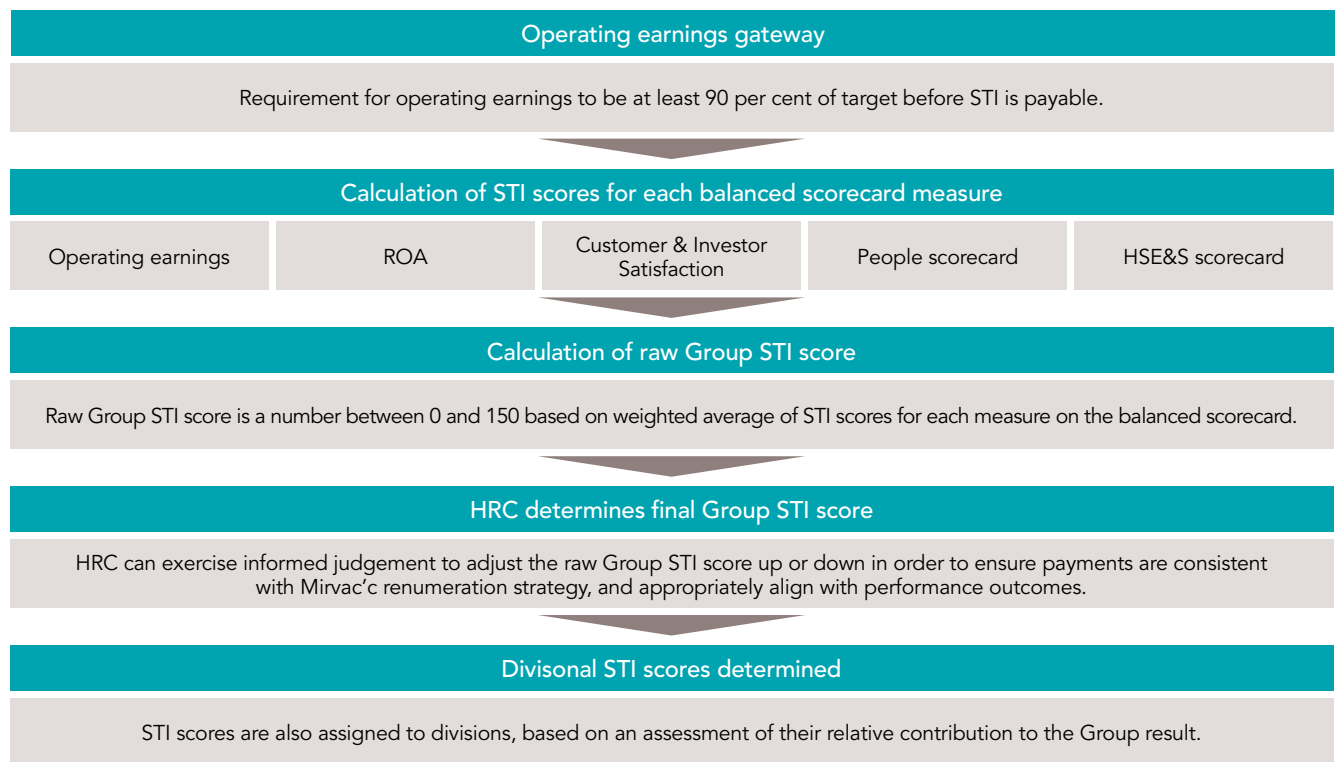 Operating earnings gateway
Requirement for operating earnings to be at least 90 per cent of target before STI is payable.
Calculation of STI scores for each balanced scorecard measure
Operating earnings
ROA
Customer & Investor
Satisfaction
People scorecard
HSE&S scorecard
Calculation of raw Group STI score
Raw Group STI score is a number between 0 and 150 based on weighted average of STI scores for each measure on the balanced scorecard.
HRC determines final Group STI score
HRC can exercise informed judgement to adjust the raw Group STI score up or down in order to ensure payments are consistent
with Mirvac‘c renumeration strategy, and appropriately align with performance outcomes.
Divisonal STI scores determined
STI scores are also assigned to divisions, based on an assessment of their relative contribution to the Group result.